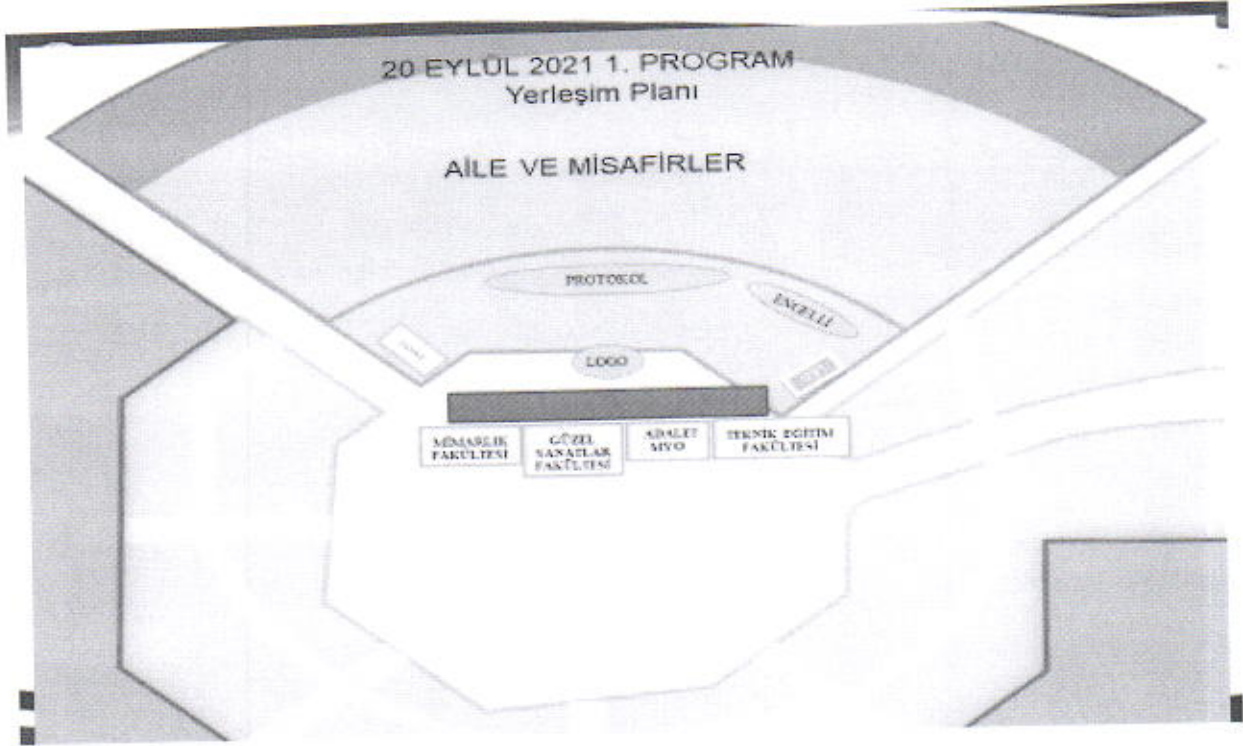 20 EYLÜL 2021 1. PROGRAM
Yerleşim Planı
AİLE VE MİSAFİRLER
PROTOKOL
ENGELLİ
LOGO
MİMARLIK
FAKÜLTESİ
GÜZEL
SANATLAR
FAKÜLTESİ
ADALET
MYO
TEKNİK EĞİTİM
FAKÜLTESİ